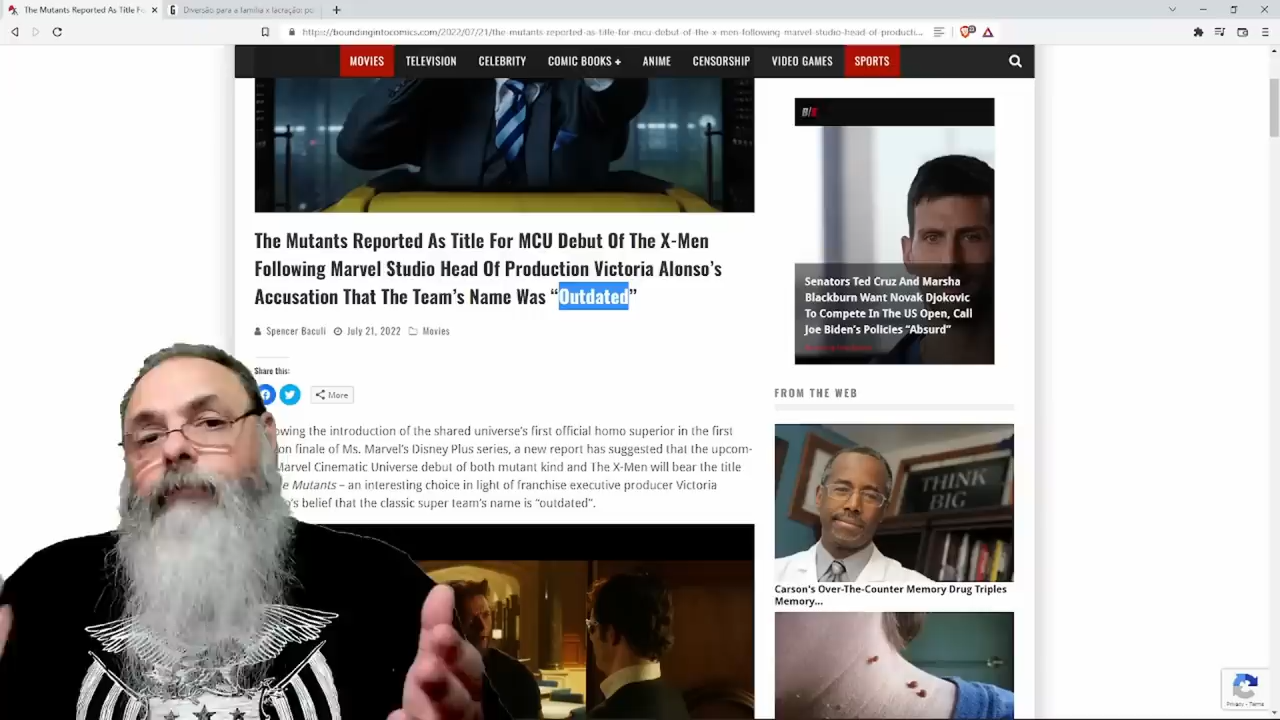 The Mutants Reported As Title Fo
Diversão para a família x lacração: po
https://boundingintocomics.com/2022/07/21/the-mutants-reported-as-title-for-mcu-debut-of-the-x-men-following-marvel-studio-head-of-producti...
MOVIES TELEVISION CELEBRITY COMIC BOOKS + ANIME CENSORSHIP VIDEO GAMES SPORTS
The Mutants Reported As Title For MCU Debut Of The X-Men
Following Marvel Studio Head Of Production Victoria Alonso's
Accusation That The Team's Name Was “Outdated”
Spencer Baculi July 21, 2022 Movies
Share this:
More
owing the introduction of the shared universe's first official homo superior in the first
on finale of Ms. Marvel's Disney Plus series, a new report has suggested that the upcom-
Marvel Cinematic Universe debut of both mutant kind and The X-Men will bear the title
e Mutants – an interesting choice in light of franchise executive producer Victoria
's belief that the classic super team's name is “outdated”.
Senators Ted Cruz And Marsha
Blackburn Want Novak Djokovic
To Compete In The US Open, Call
Joe Biden's Policies “Absurd”
FROM THE WEB
THINK
BIG
Carson's Over-The-Counter Memory Drug Triples
Memory...
Privacy - Terms